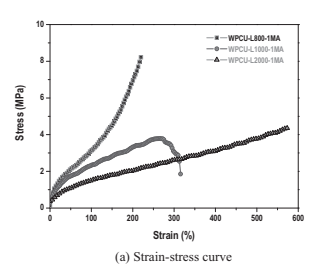 10
8
6
4
2
0
Stress (MPa)
WPCU-L800-1MA
WPCU-L1000-1MA
WPCU-L2000-1MA
0 100 200 300 400 500 600
Strain (%)
(a) Strain-stress curve